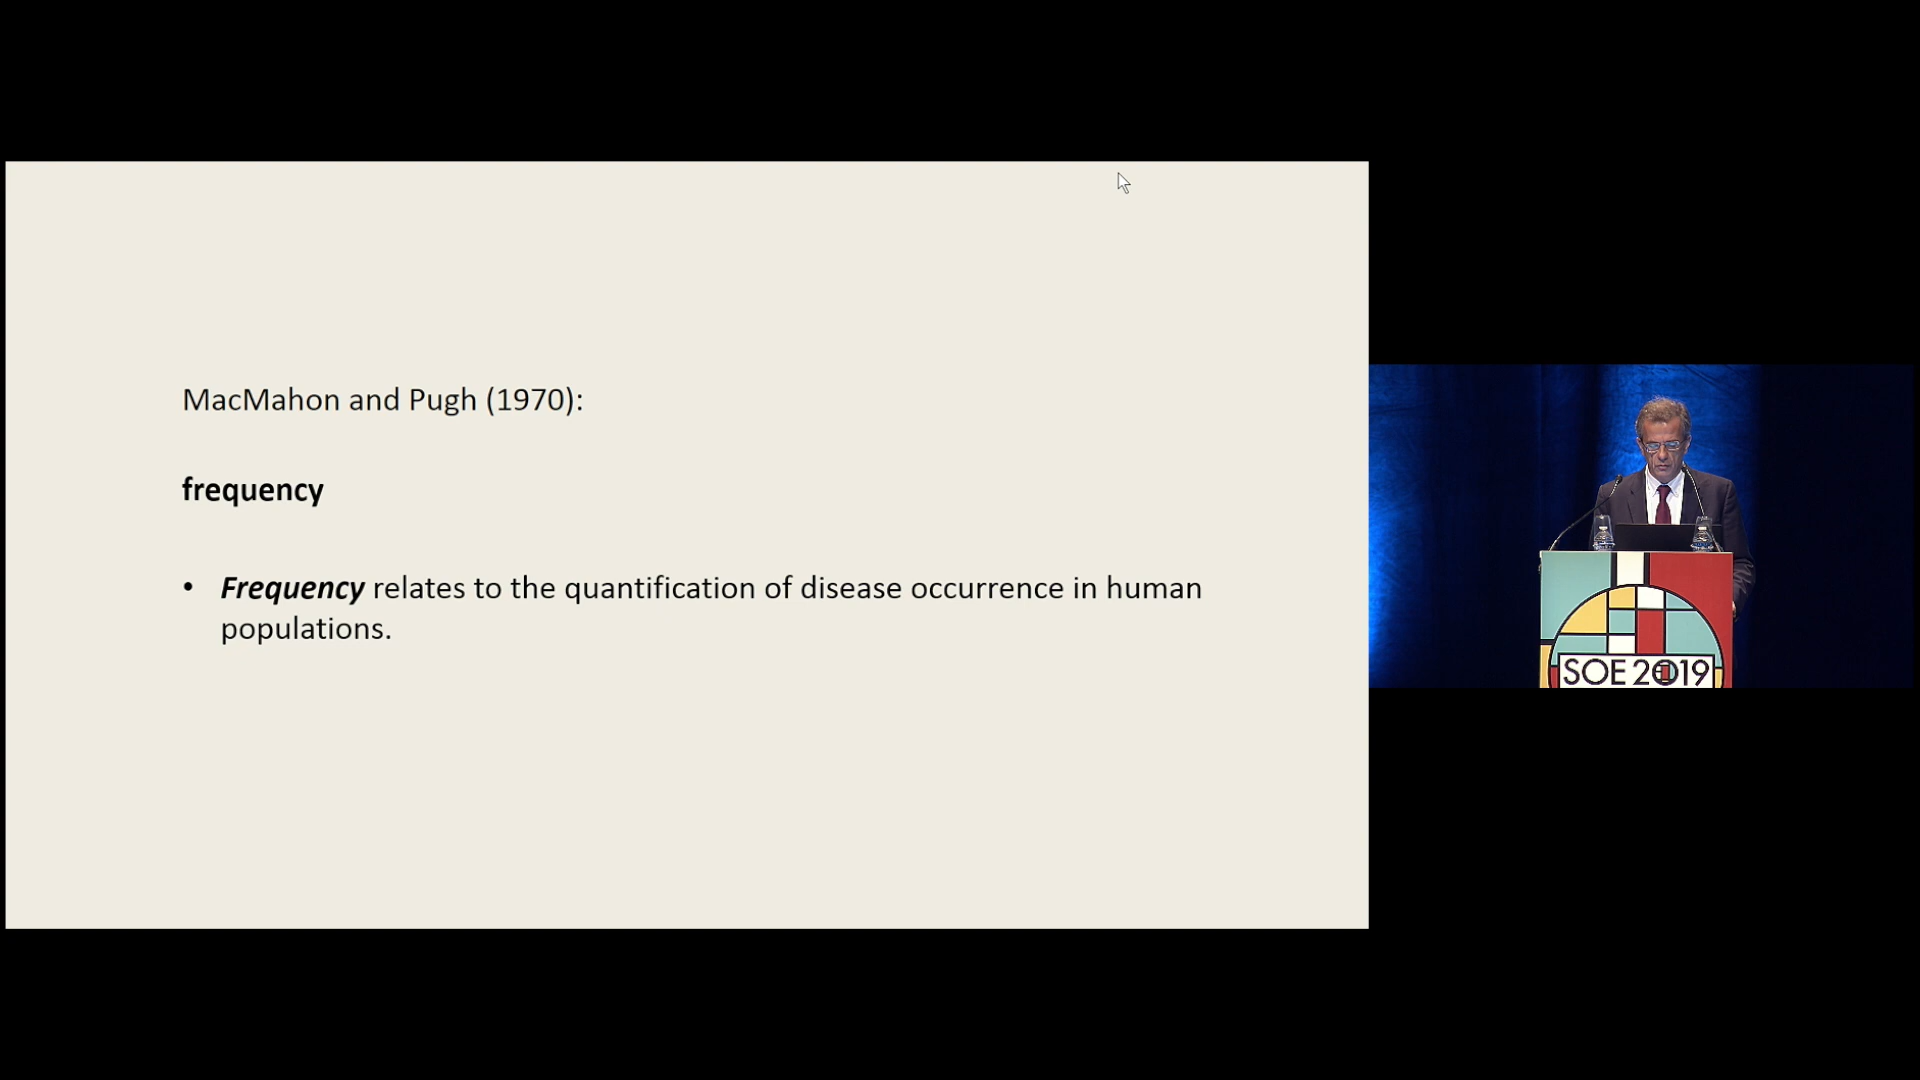 MacMahon and Pugh (1970):
frequency
• Frequency relates to the quantification of disease occurrence in human
populations.
SOE 2019